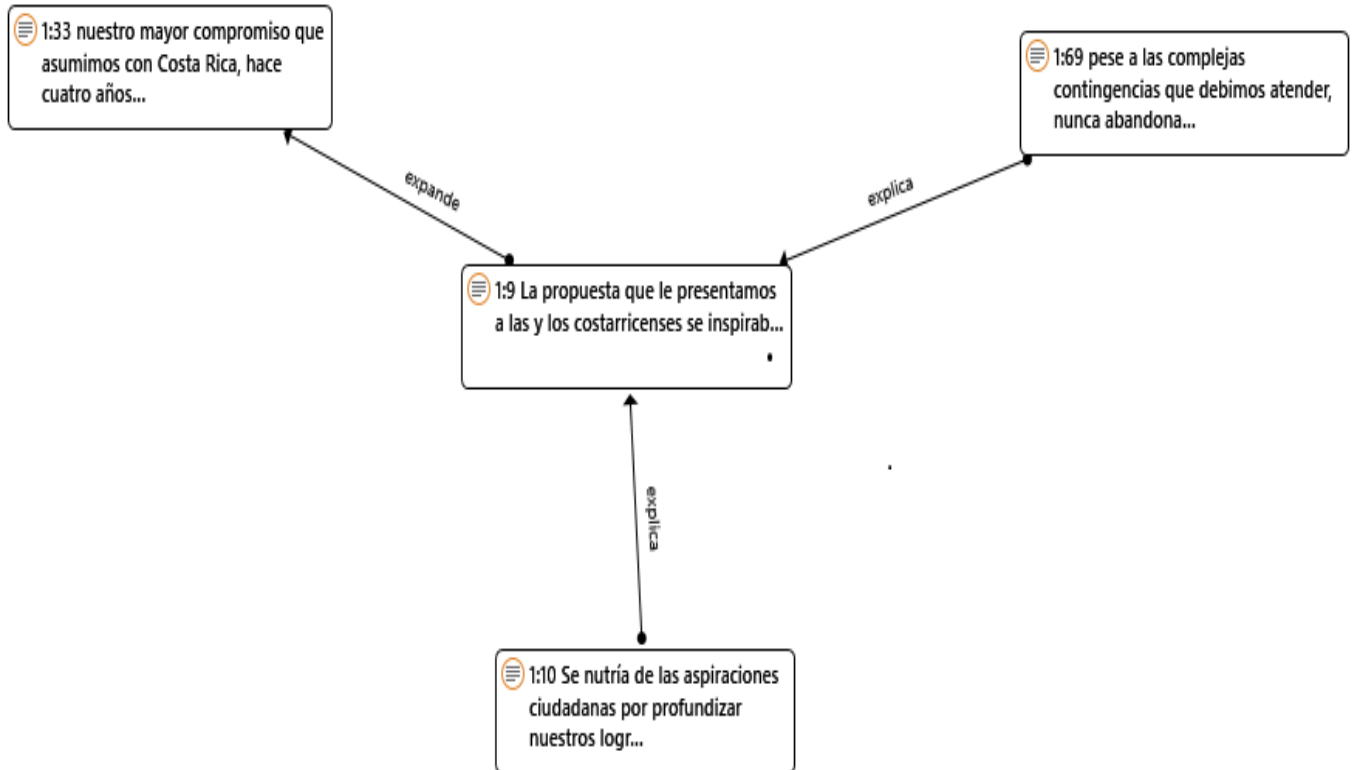 1:33 nuestro mayor compromiso que
asumimos con Costa Rica, hace
cuatro años...
1:69 pese a las complejas
contingencias que debimos atender,
nunca abandona...
expande
explica
1:9 La propuesta que le presentamos
a las y los costarricenses se inspirab...
explica
1:10 Se nutría de las aspiraciones
ciudadanas por profundizar
nuestros logr...